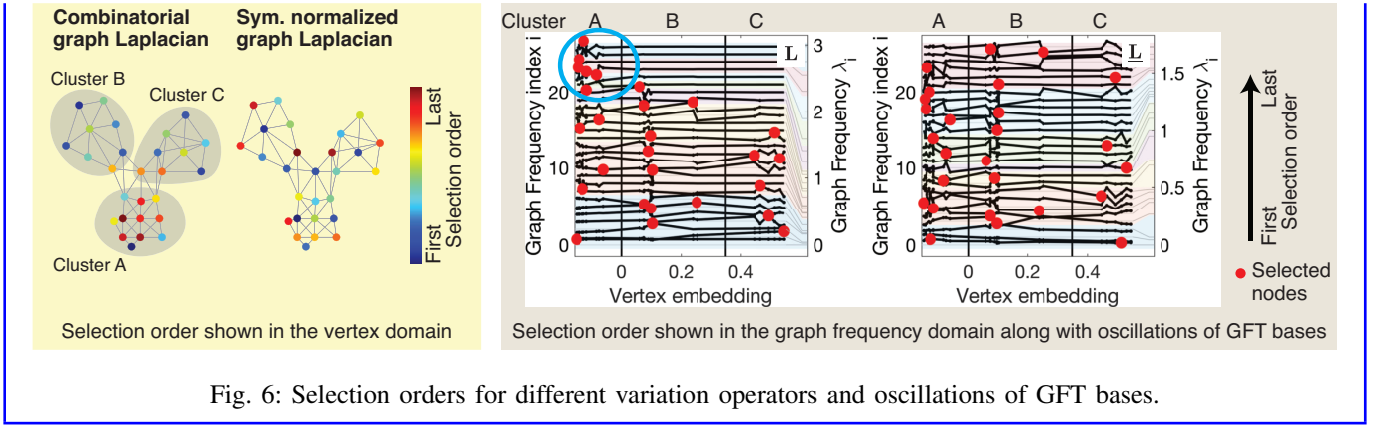 Combinatorial
graph Laplacian
Sym. normalized
graph Laplacian
Cluster B
Cluster C
Cluster A
Last
Selection order
First
Selection order shown in the vertex domain
Cluster A B C
L
Graph Frequency index i
20
10
0
3
2
1
0
Graph Frequency λi
0 0.2 0.4
Vertex embedding
A B C
L
Graph Frequency index i
20
10
0
1.5
1
0.5
0
Graph Frequency λi
0 0.2 0.4
Vertex embedding
Last
Selection order
First
Selected
nodes
Selection order shown in the graph frequency domain along with oscillations of GFT bases
Fig. 6: Selection orders for different variation operators and oscillations of GFT bases.